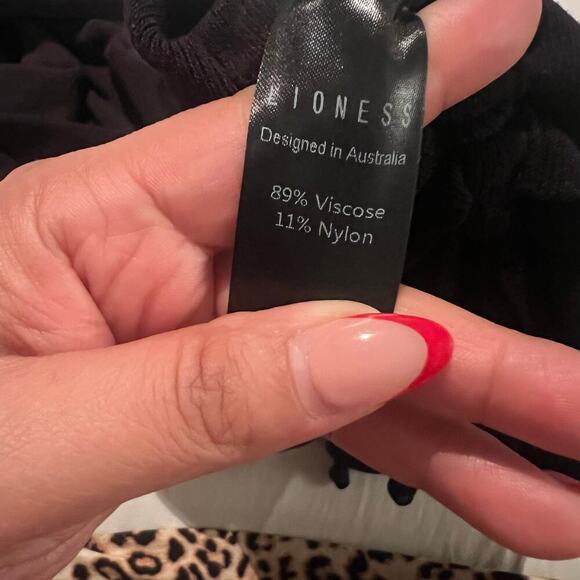 LIONESS
Designed in Australia
89% Viscose
11% Nylon